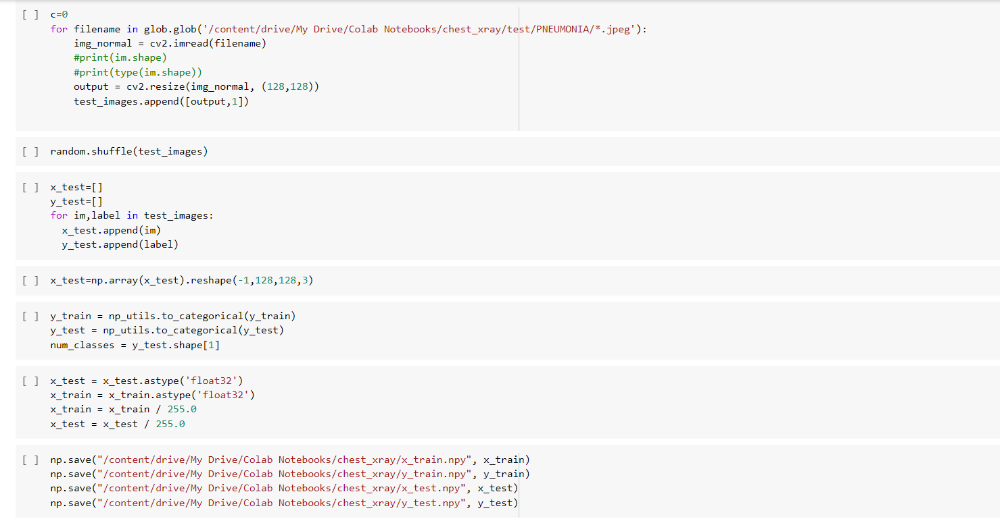 [ ] c=0
for filename in glob.glob('/content/drive/My Drive/Colab Notebooks/chest_xray/test/PNEUMONIA/*.jpeg'):
    img_normal = cv2.imread(filename)
    #print(im.shape)
    #print(type(im.shape))
    output = cv2.resize(img_normal, (128,128))
    test_images.append([output,1])
[ ] random.shuffle(test_images)
[ ] x_test=[]
y_test=[]
for im,label in test_images:
  x_test.append(im)
  y_test.append(label)
[ ] x_test=np.array(x_test).reshape(-1,128,128,3)
[ ] y_train = np_utils.to_categorical(y_train)
y_test = np_utils.to_categorical(y_test)
num_classes = y_test.shape[1]
[ ] x_test = x_test.astype('float32')
x_train = x_train.astype('float32')
x_train = x_train / 255.0
x_test = x_test / 255.0
[ ] np.save("/content/drive/My Drive/Colab Notebooks/chest_xray/x_train.npy", x_train)
np.save("/content/drive/My Drive/Colab Notebooks/chest_xray/y_train.npy", y_train)
np.save("/content/drive/My Drive/Colab Notebooks/chest_xray/x_test.npy", x_test)
np.save("/content/drive/My Drive/Colab Notebooks/chest_xray/y_test.npy", y_test)